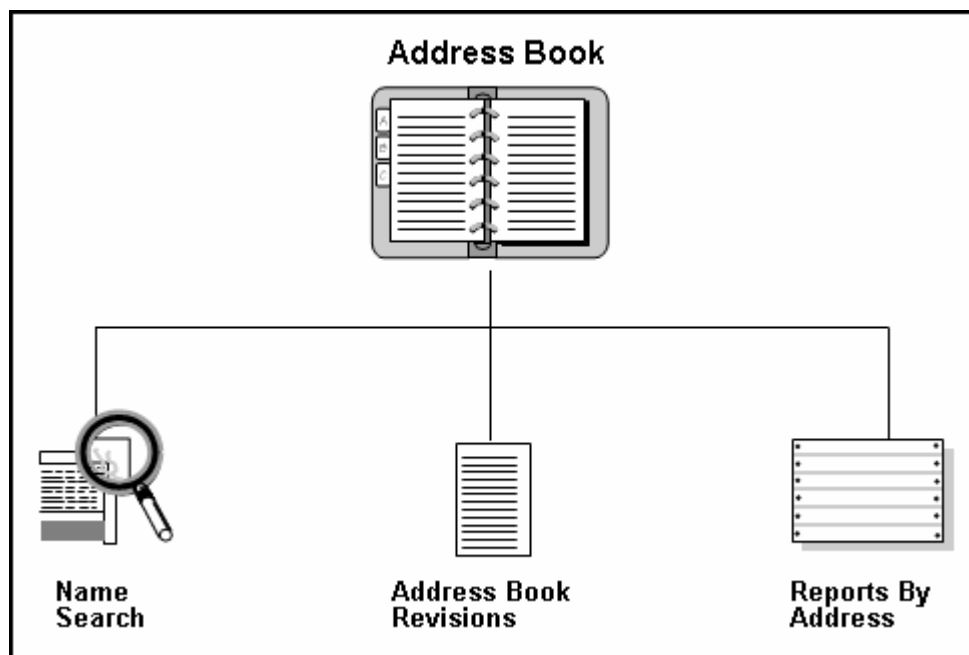 Address Book
A
B
C
Name
Search
Address Book
Revisions
Reports By
Address